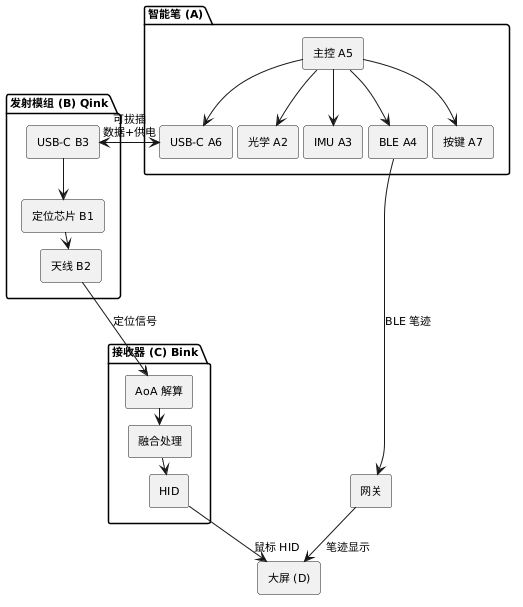 智能笔 (A)
主控 A5
发射模组 (B) Qink
可拔插
数据+供电
USB-C B3
USB-C A6
光学 A2
IMU A3
BLE A4
按键 A7
定位芯片 B1
天线 B2
定位信号
BLE 笔迹
接收器 (C) Bink
AoA 解算
融合处理
HID
网关
鼠标 HID
笔迹显示
大屏 (D)